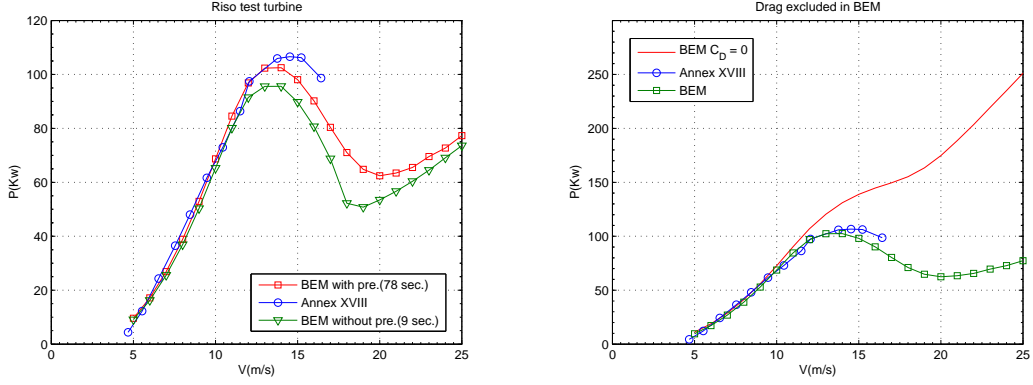 Riso test turbine
120
100
80
60
40
20
0
P(Kw)
0
5
10
15
20
25
V(m/s)
BEM with pre.(78 sec.)
Annex XVIII
BEM without pre.(9 sec.)
Drag excluded in BEM
250
200
150
100
50
0
P(Kw)
0
5
10
15
20
25
V(m/s)
BEM C_D = 0
Annex XVIII
BEM